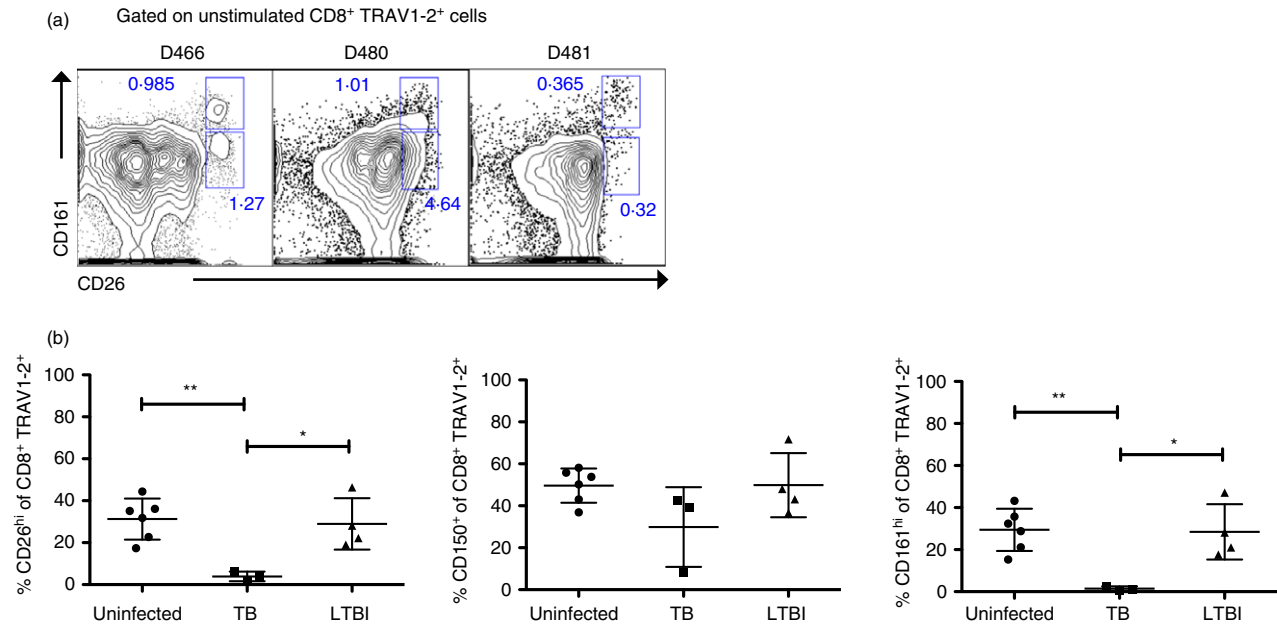 (a) Gated on unstimulated CD8⁺ TRAV1-2⁺ cells
D466 D480 D481
0·985 1·01 0·365
1·27 4·64 0·32
CD161
CD26
(b)
% CD26ʰⁱ of CD8⁺ TRAV1-2⁺
100
80
60
40
20
0
** *
Uninfected TB LTBI
% CD150⁺ of CD8⁺ TRAV1-2⁺
100
80
60
40
20
0
Uninfected TB LTBI
% CD161ʰⁱ of CD8⁺ TRAV1-2⁺
100
80
60
40
20
0
** *
Uninfected TB LTBI